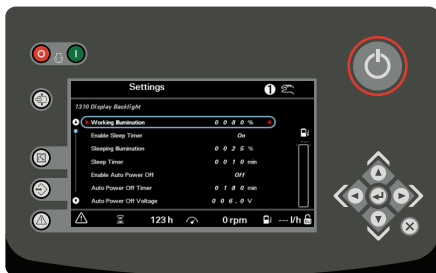 Settings
1
1310 Display Backlight
Working Illumination 0 0 8 0 %
Enable Sleep Timer On
Sleeping Illumination 0 0 2 5 %
Sleep Timer 0 0 1 0 min
Enable Auto Power Off Off
Auto Power Off Timer 0 1 8 0 min
Auto Power Off Voltage 0 0 6 . 0 V
123 h 0 rpm --- l/h